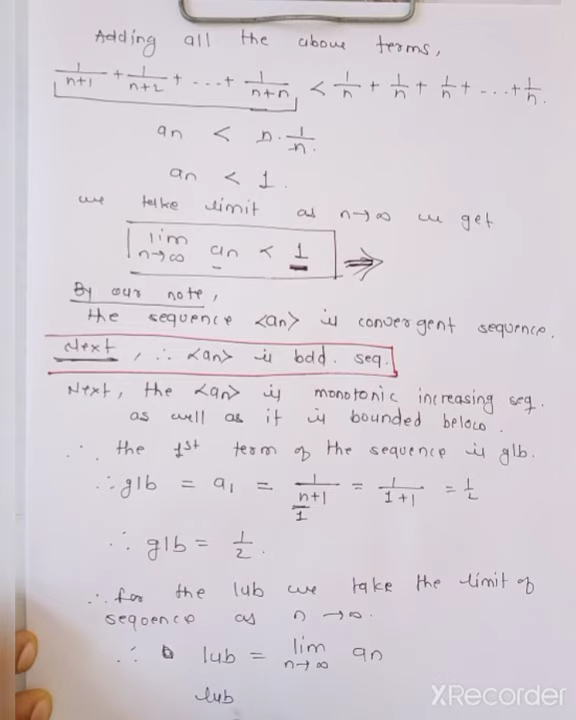 Adding all the above terms,
1/n+1 + 1/n+2 + ... + 1/n+n < 1/n + 1/n + 1/n + ... + 1/n.
an < n. 1/n.
an < 1.
we take limit as n→∞ we get
lim n→∞ an < 1 ⇒
By our note,
the sequence <an> is convergent sequence.
Next, ∴ <an> is bdd. seq.
Next, the <an> is monotonic increasing seq.
as well as it is bounded below.
∴ the 1st term of the sequence is glb.
∴ glb = a1 = 1/n+1 = 1/1+1 = 1/2
1
∴ glb = 1/2.
∴ for the lub we take the limit of
sequence as n→∞.
∴ lub = lim n→∞ an
lub
XRecorder